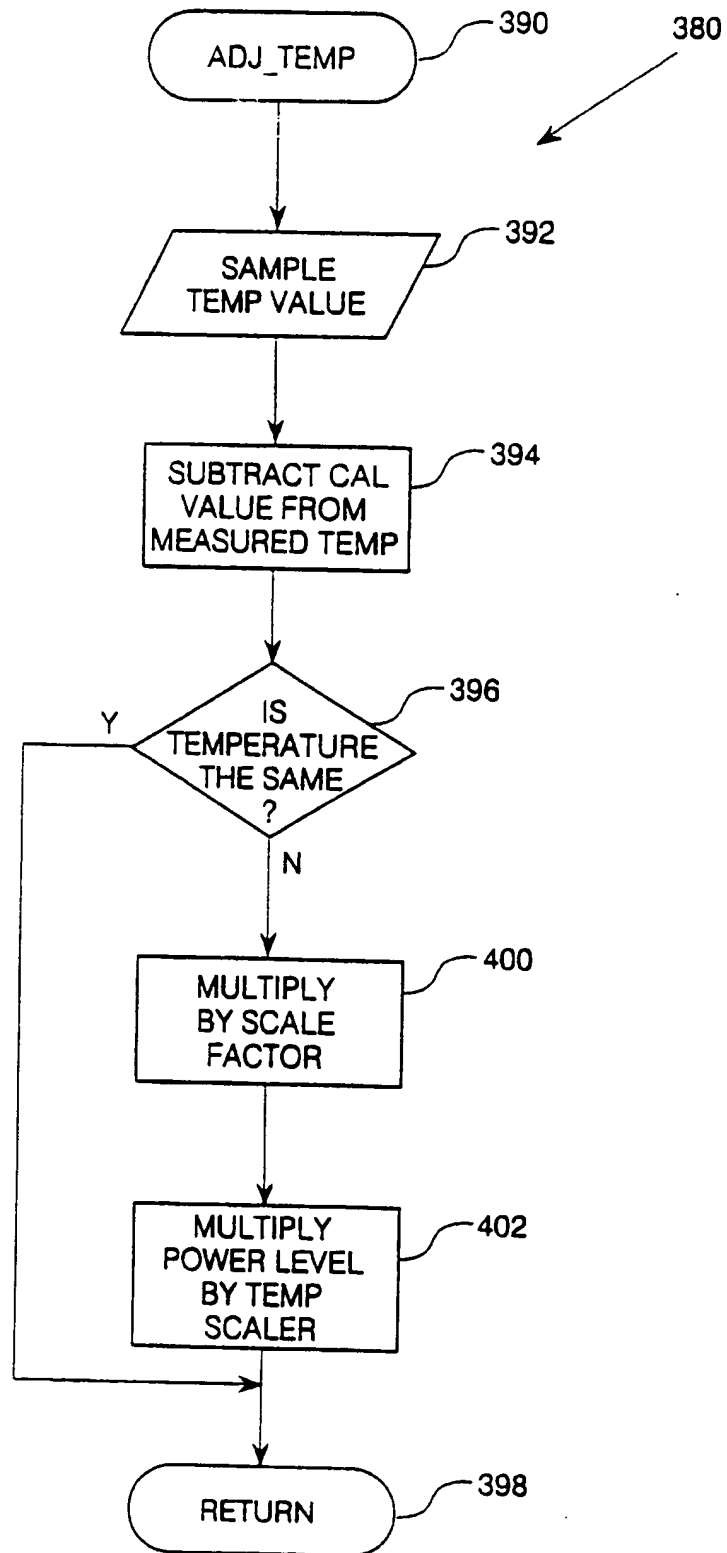 ADJ_TEMP
390
380
SAMPLE
TEMP VALUE
392
SUBTRACT CAL
VALUE FROM
MEASURED TEMP
394
IS
TEMPERATURE
THE SAME
?
396
Y
N
MULTIPLY
BY SCALE
FACTOR
400
MULTIPLY
POWER LEVEL
BY TEMP
SCALER
402
RETURN
398